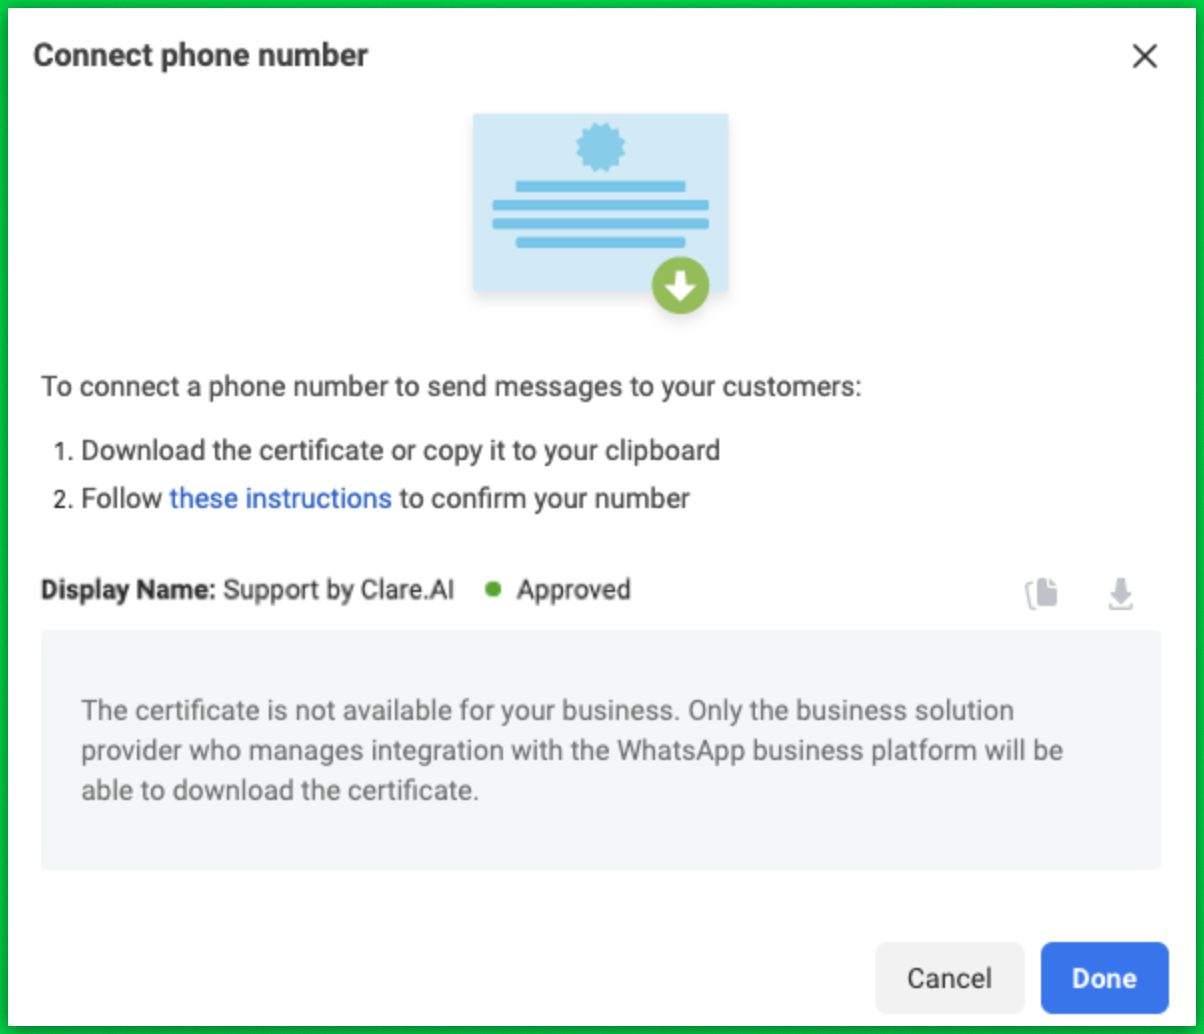 Connect phone number
To connect a phone number to send messages to your customers:
1. Download the certificate or copy it to your clipboard
2. Follow these instructions to confirm your number
Display Name: Support by Clare.AI Approved
The certificate is not available for your business. Only the business solution
provider who manages integration with the WhatsApp business platform will be
able to download the certificate.
Cancel Done